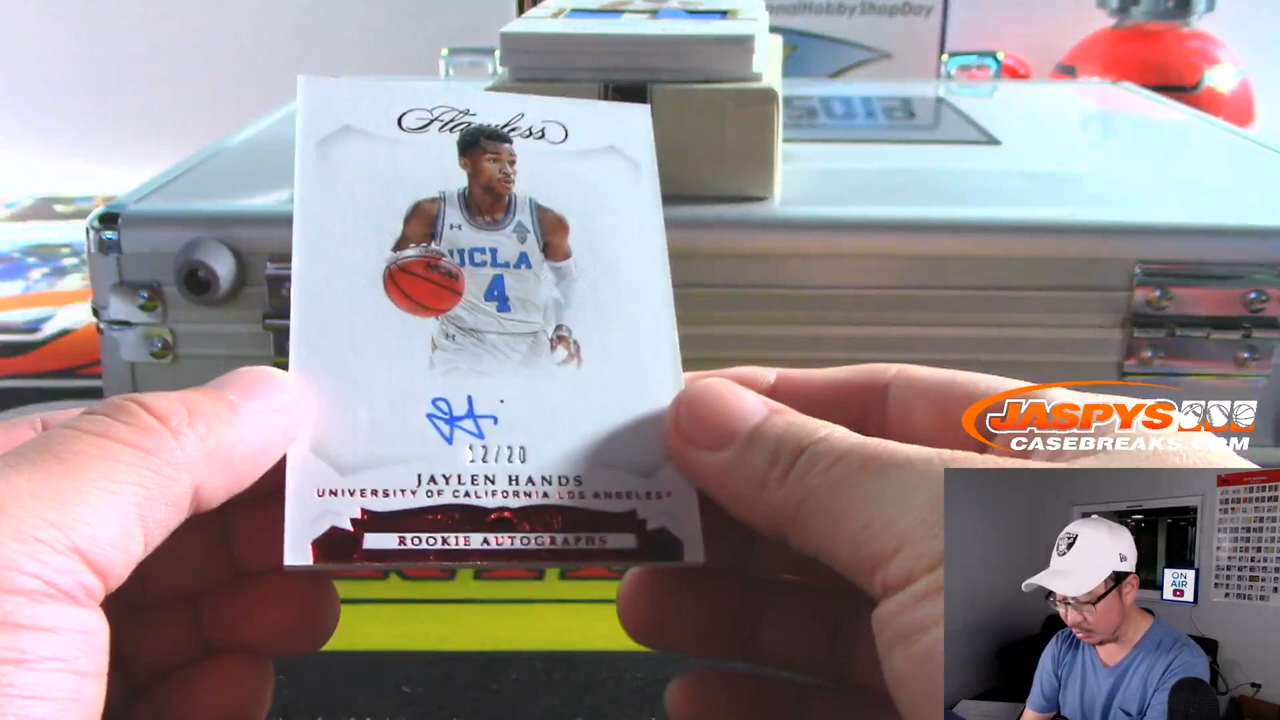 onalHobbyShopDay
Flawless
UCLA
4
12/20
JAYLEN HANDS
UNIVERSITY OF CALIFORNIA LOS ANGELES
ROOKIE AUTOGRAPHS
JASPYS
CASEBREAKS.COM
ON
AIR